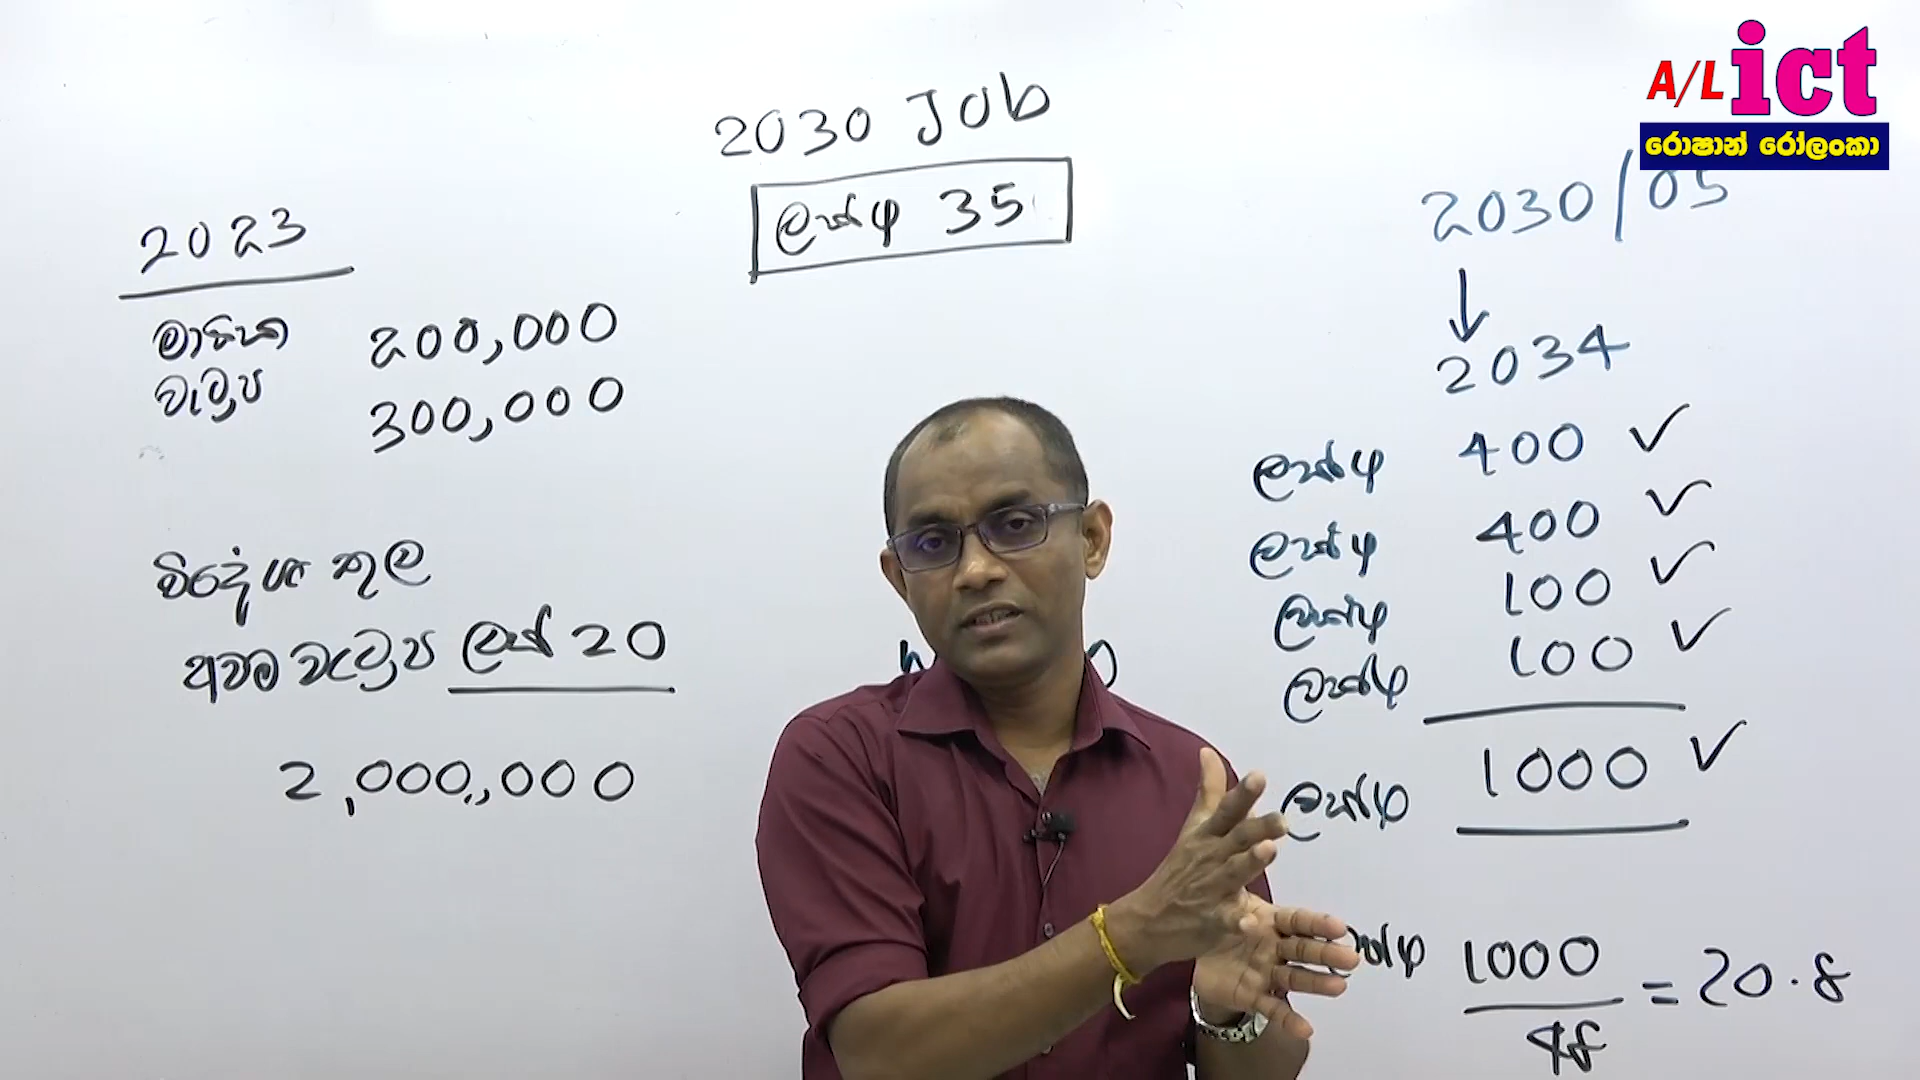 A/L ict
රොෂාන් රෝලංකා
2030 Job
ලක්ෂ 35
2023
මාසික 200,000
වැටුප 300,000
විදේශ තුල
අවම වැටුප ලක්ෂ 20
2,000,000
2030/05
↓
2034
ලක්ෂ 400 ✓
ලක්ෂ 400 ✓
ලක්ෂ 100 ✓
ලක්ෂ 100 ✓
ලක්ෂ 1000 ✓
1000
48
= 20.8